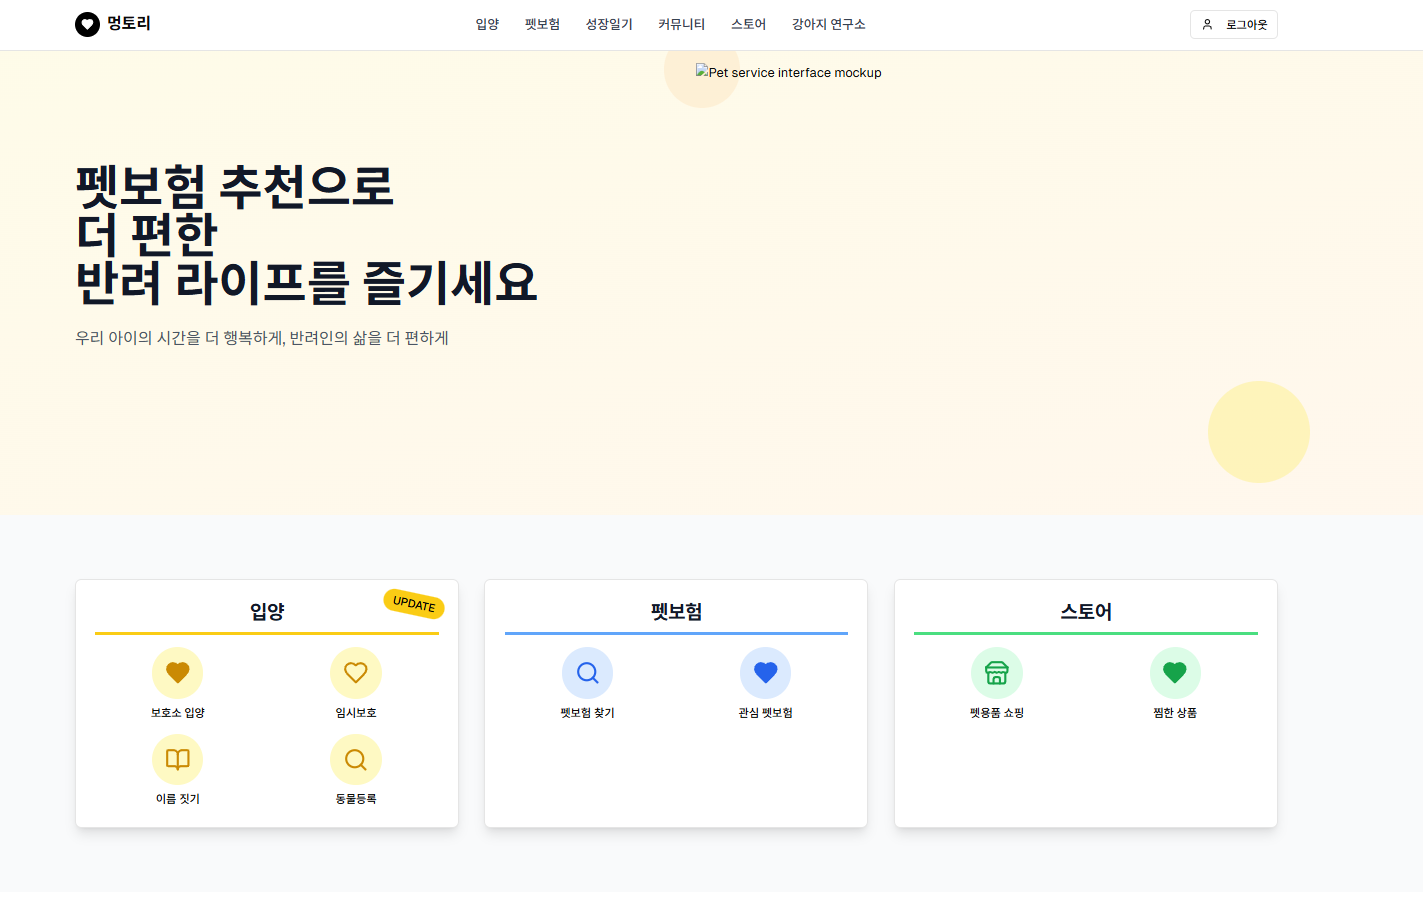 멍토리
입양 펫보험 성장일기 커뮤니티 스토어 강아지 연구소
로그아웃
Pet service interface mockup
펫보험 추천으로
더 편한
반려 라이프를 즐기세요
우리 아이의 시간을 더 행복하게, 반려인의 삶을 더 편하게
입양
UPDATE
보호소 입양
임시보호
이름 짓기
동물등록
펫보험
펫보험 찾기
관심 펫보험
스토어
펫용품 쇼핑
찜한 상품